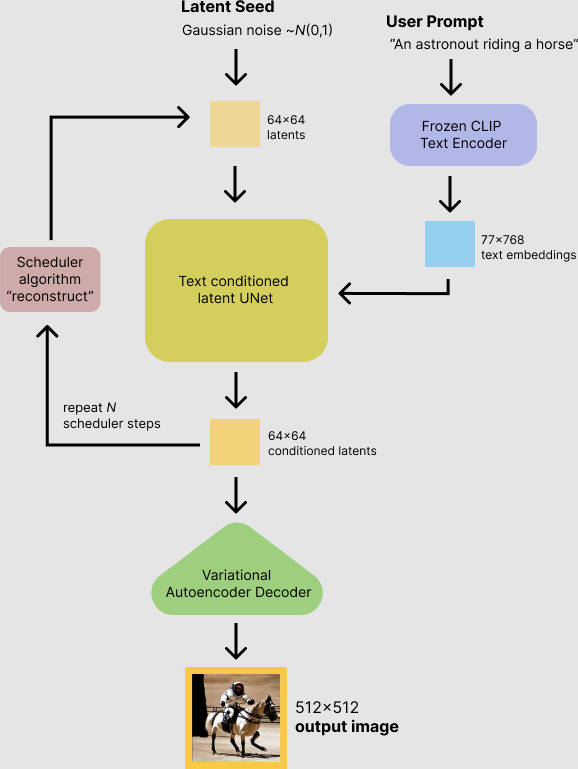 Latent Seed
Gaussian noise ~N(0,1)
User Prompt
“An astronout riding a horse”
64×64
latents
Frozen CLIP
Text Encoder
77×768
text embeddings
Scheduler
algorithm
“reconstruct”
Text conditioned
latent UNet
repeat N
scheduler steps
64×64
conditioned latents
Variational
Autoencoder Decoder
512×512
output image